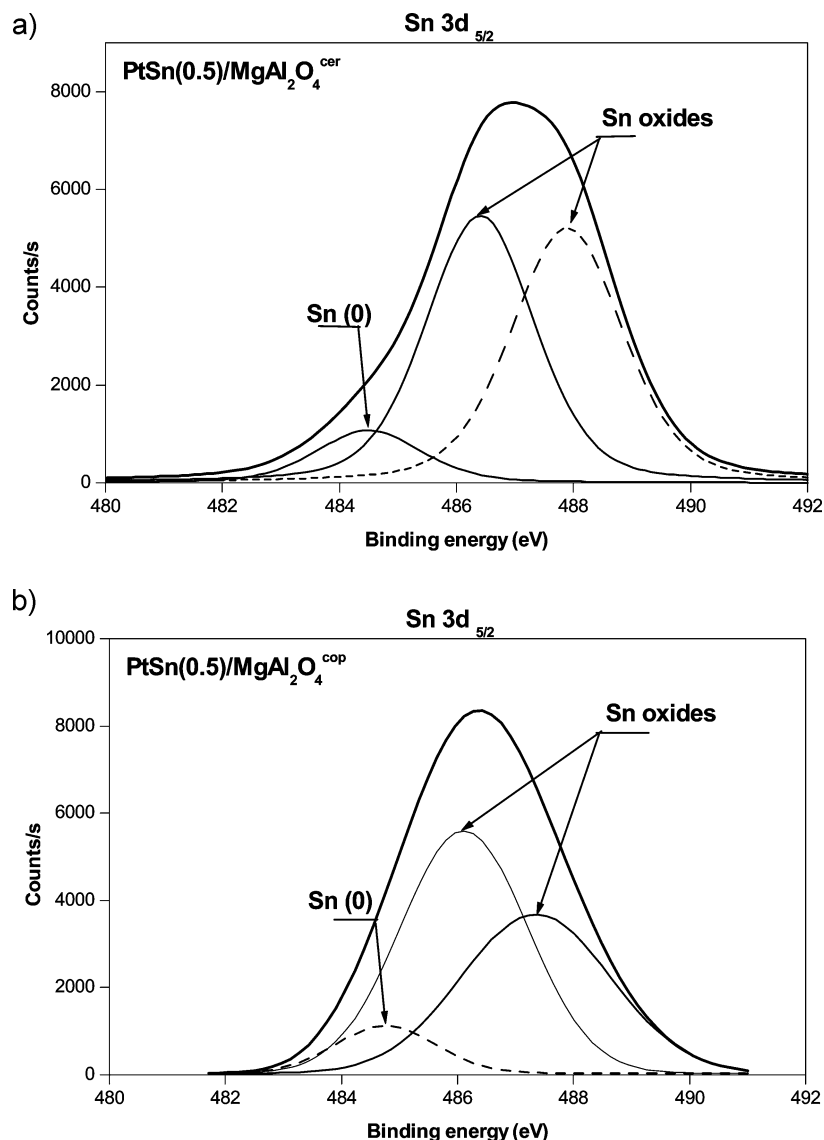 a)
Sn 3d 5/2
PtSn(0.5)/MgAl2O4cer
8000
6000
4000
2000
0
Counts/s
Sn oxides
Sn (0)
480 482 484 486 488 490 492
Binding energy (eV)
b)
Sn 3d 5/2
PtSn(0.5)/MgAl2O4cop
10000
8000
6000
4000
2000
0
Counts/s
Sn oxides
Sn (0)
480 482 484 486 488 490 492
Binding energy (eV)